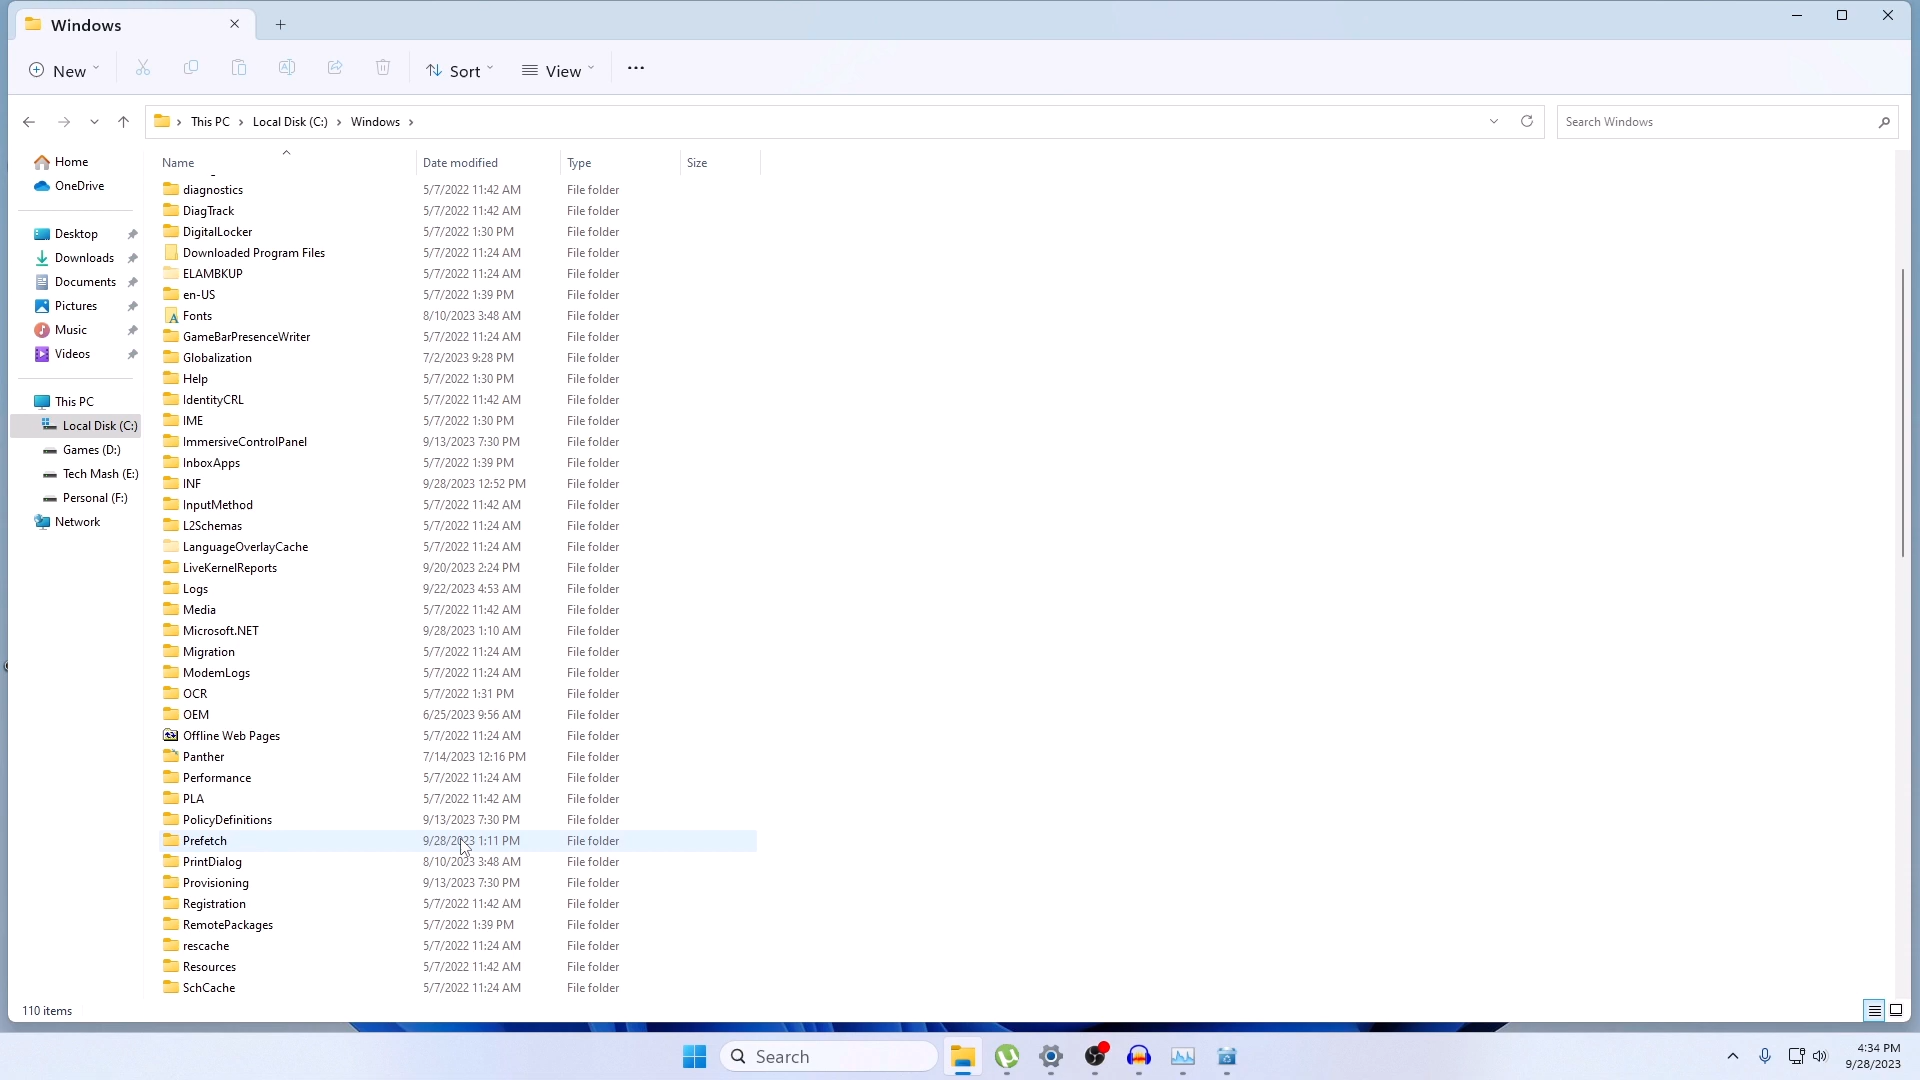 Windows
New
Sort
View
This PC
Local Disk (C:)
Windows
Search Windows
Home
OneDrive
Desktop
Downloads
Documents
Pictures
Music
Videos
This PC
Local Disk (C:)
Games (D:)
Tech Mash (E:)
Personal (F:)
Network
Name Date modified Type Size
diagnostics 5/7/2022 11:42 AM File folder
DiagTrack 5/7/2022 11:42 AM File folder
DigitalLocker 5/7/2022 1:30 PM File folder
Downloaded Program Files 5/7/2022 11:24 AM File folder
ELAMBKUP 5/7/2022 11:24 AM File folder
en-US 5/7/2022 1:39 PM File folder
Fonts 8/10/2023 3:48 AM File folder
GameBarPresenceWriter 5/7/2022 11:24 AM File folder
Globalization 7/2/2023 9:28 PM File folder
Help 5/7/2022 1:30 PM File folder
IdentityCRL 5/7/2022 11:42 AM File folder
IME 5/7/2022 1:30 PM File folder
ImmersiveControlPanel 9/13/2023 7:30 PM File folder
InboxApps 5/7/2022 1:39 PM File folder
INF 9/28/2023 12:52 PM File folder
InputMethod 5/7/2022 11:42 AM File folder
L2Schemas 5/7/2022 11:24 AM File folder
LanguageOverlayCache 5/7/2022 11:24 AM File folder
LiveKernelReports 9/20/2023 2:24 PM File folder
Logs 9/22/2023 4:53 AM File folder
Media 5/7/2022 11:42 AM File folder
Microsoft.NET 9/28/2023 1:10 AM File folder
Migration 5/7/2022 11:24 AM File folder
ModemLogs 5/7/2022 11:24 AM File folder
OCR 5/7/2022 1:31 PM File folder
OEM 6/25/2023 9:56 AM File folder
Offline Web Pages 5/7/2022 11:24 AM File folder
Panther 7/14/2023 12:16 PM File folder
Performance 5/7/2022 11:24 AM File folder
PLA 5/7/2022 11:42 AM File folder
PolicyDefinitions 9/13/2023 7:30 PM File folder
Prefetch 9/28/2023 1:11 PM File folder
PrintDialog 8/10/2023 3:48 AM File folder
Provisioning 9/13/2023 7:30 PM File folder
Registration 5/7/2022 11:42 AM File folder
RemotePackages 5/7/2022 1:39 PM File folder
rescache 5/7/2022 11:24 AM File folder
Resources 5/7/2022 11:42 AM File folder
SchCache 5/7/2022 11:24 AM File folder
110 items
Search
4:34 PM
9/28/2023